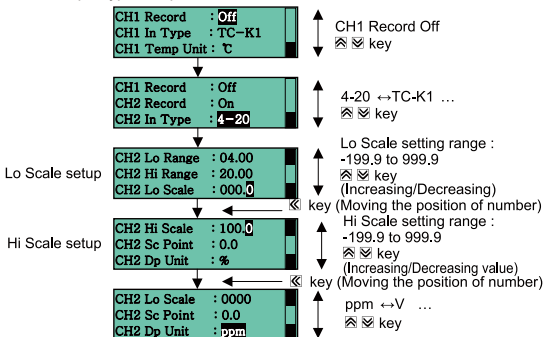 CH1 Record : Off
CH1 In Type : TC-K1
CH1 Temp Unit : ℃
CH1 Record Off
key
CH1 Record : Off
CH2 Record : On
CH2 In Type : 4-20
4-20 ↔TC-K1 ...
key
Lo Scale setup
CH2 Lo Range : 04.00
CH2 Hi Range : 20.00
CH2 Lo Scale : 000.0
Lo Scale setting range :
-199.9 to 999.9
key
(Increasing/Decreasing)
key (Moving the position of number)
Hi Scale setup
CH2 Hi Scale : 100.0
CH2 Sc Point : 0.0
CH2 Dp Unit : %
Hi Scale setting range :
-199.9 to 999.9
key
(Increasing/Decreasing value)
key (Moving the position of number)
CH2 Lo Scale : 0000
CH2 Sc Point : 0.0
CH2 Dp Unit : ppm
ppm ↔V ...
key